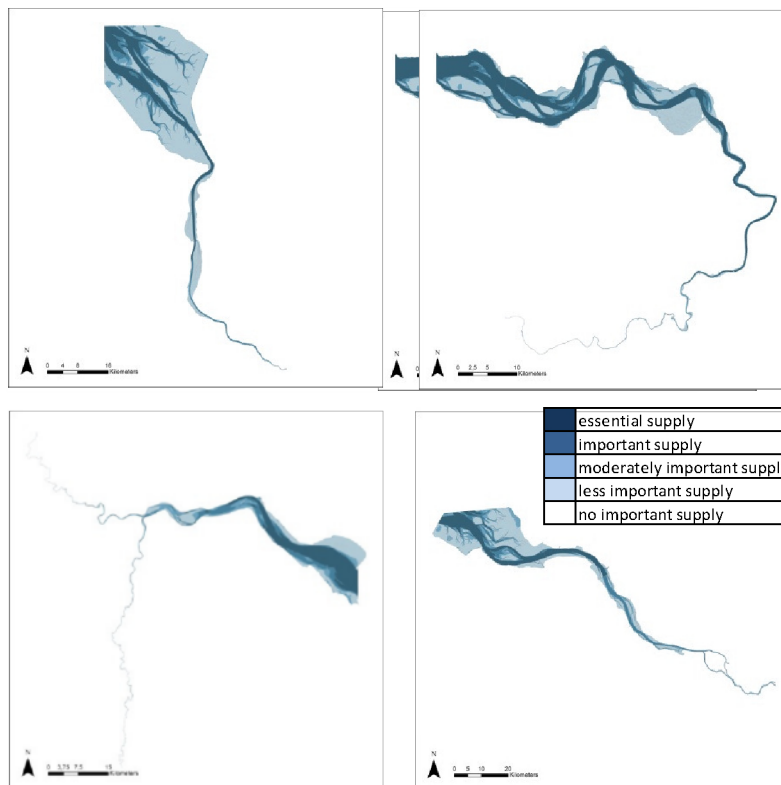 N
0 4 8 16
Kilometers
N
0
N
0 2,5 5 10
Kilometers
essential supply
important supply
moderately important suppl
less important supply
no important supply
N
0 3,75 7,5 15
Kilometers
N
0 5 10 20
Kilometers